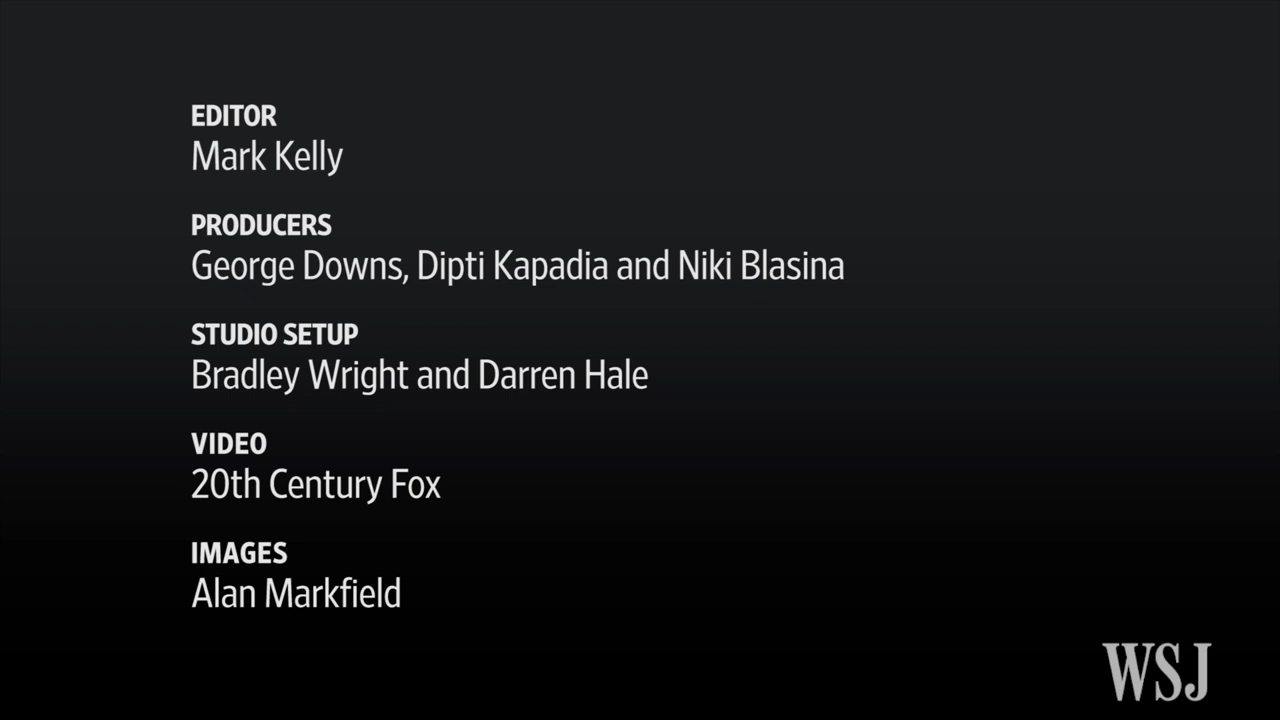 EDITOR
Mark Kelly
PRODUCERS
George Downs, Dipti Kapadia and Niki Blasina
STUDIO SETUP
Bradley Wright and Darren Hale
VIDEO
20th Century Fox
IMAGES
Alan Markfield
WSJ